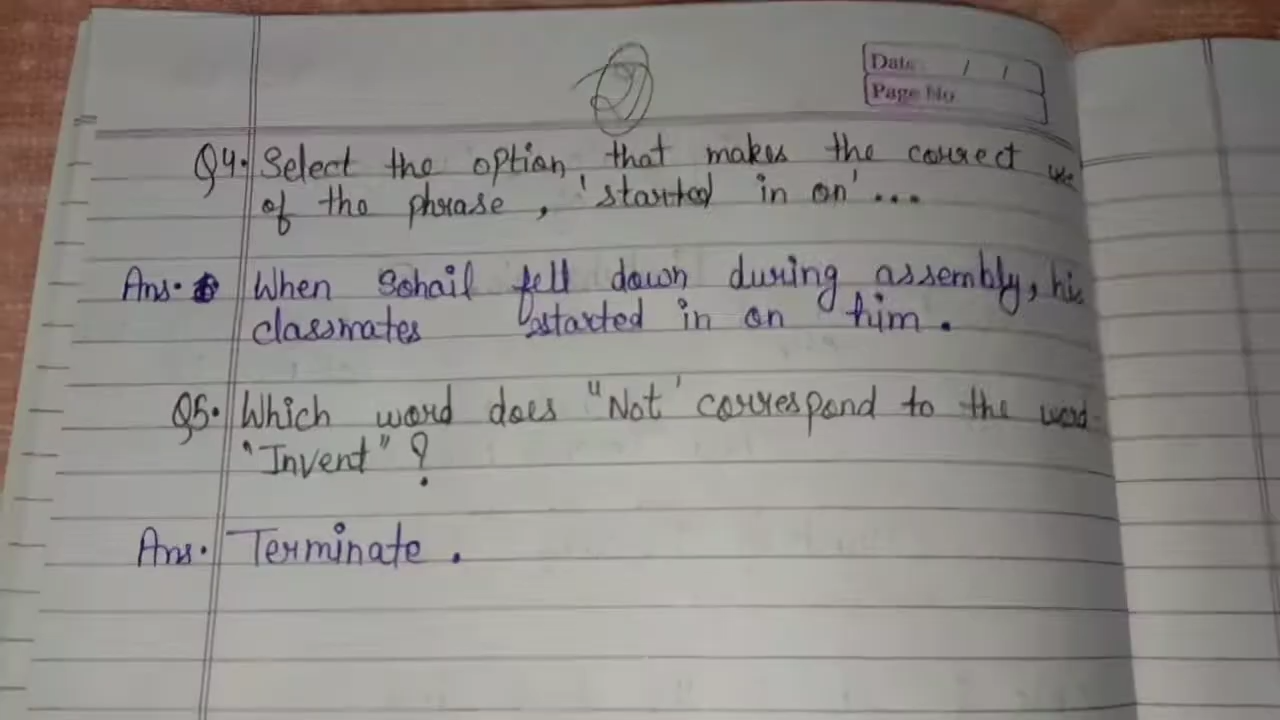 Date / /
Page No
Q4. Select the option that makes the correct use
of the phrase, 'started in on'...
Ans. When Sohail fell down during assembly, his
classmates started in on him.
Q5. Which word does "Not' correspond to the word
"Invent"?
Ans. Terminate.